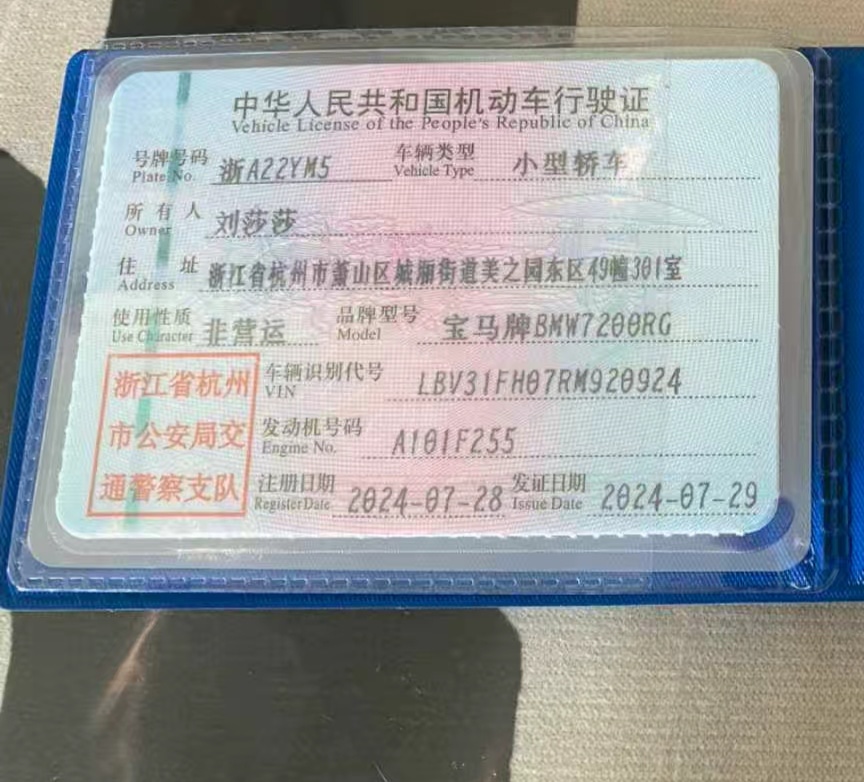 中华人民共和国机动车行驶证
Vehicle License of the People's Republic of China
号牌号码 Plate No. 浙A22YM5 车辆类型 Vehicle Type 小型轿车
所有人 Owner 刘莎莎
住址 Address 浙江省杭州市萧山区城厢街道美之园东区49幢301室
使用性质 Use Character 非营运 品牌型号 Model 宝马牌BMW7200RG
浙江省杭州市公安局交通警察支队
车辆识别代号 VIN LBV31FH07RM920924
发动机号码 Engine No. A101F255
注册日期 Register Date 2024-07-28 发证日期 Issue Date 2024-07-29